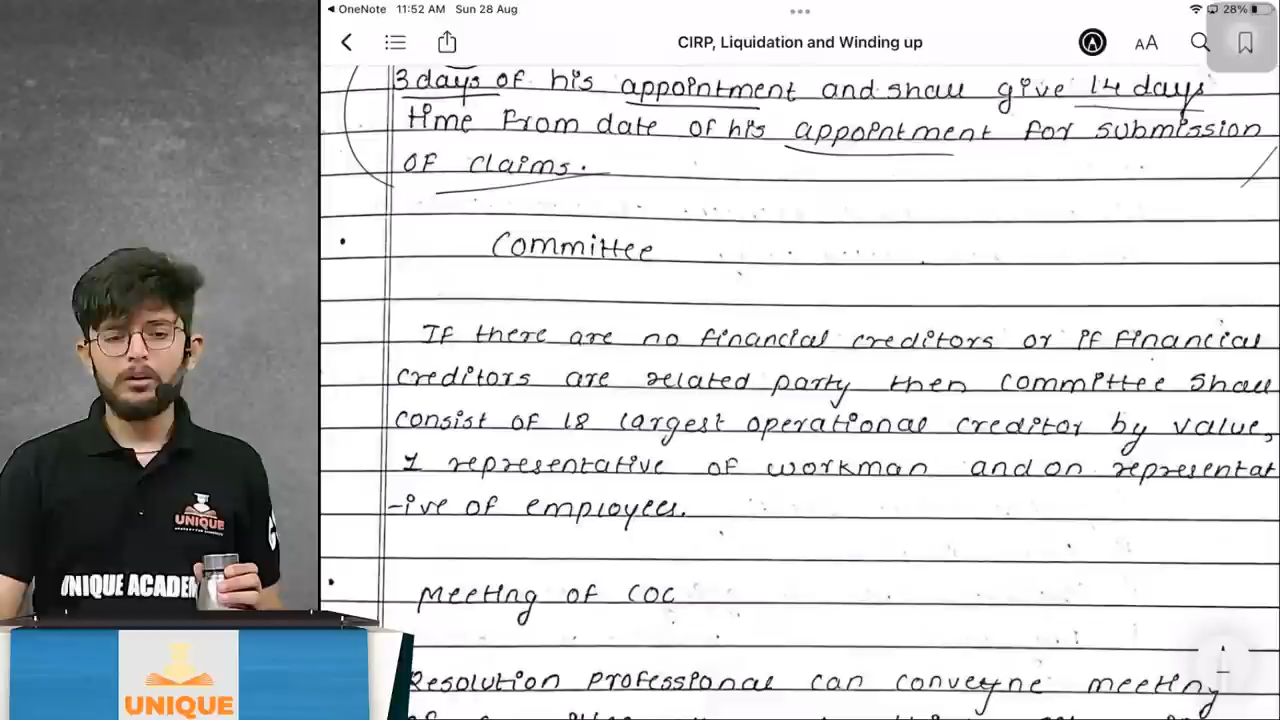 OneNote 11:52 AM Sun 28 Aug
28%
CIRP, Liquidation and Winding up
AA
3 days of his appointment and shall give 14 days
time from date of his appointment for submission
of claims.
Committee
If there are no financial creditors or if financial
creditors are related party then committee shall
consist of 18 largest operational creditor by value,
1 representative of workman and on representat
-ive of employees.
Meeting of COC
Resolution professional can conveyne meeting
UNIQUE
UNIQUE ACADEM
UNIQUE